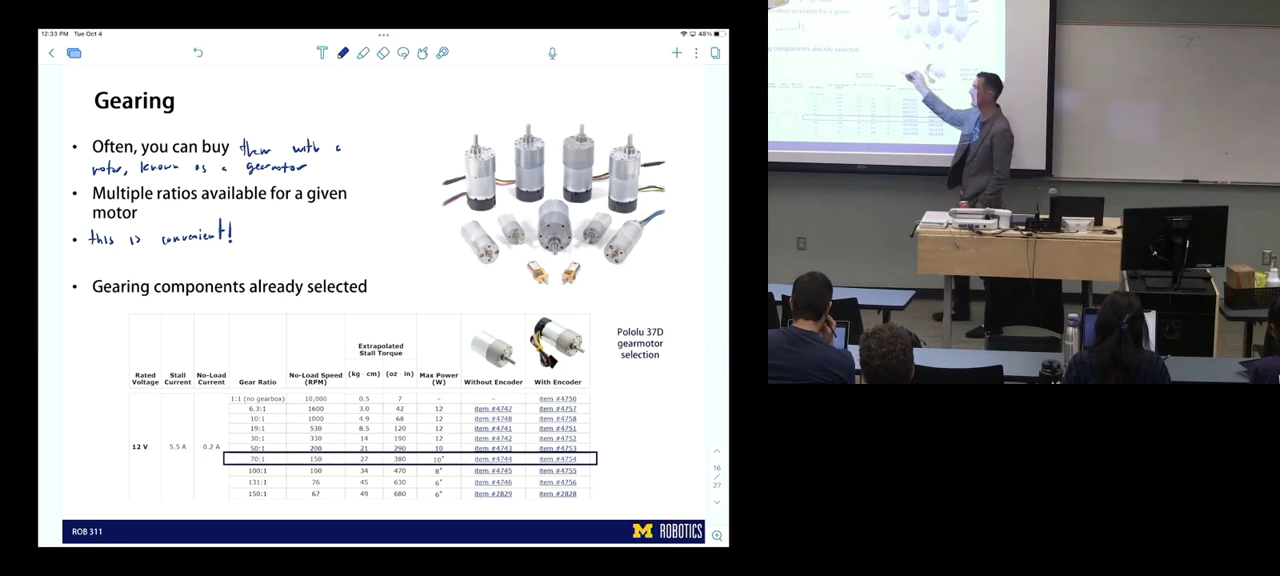 12:33 PM Tue Oct 4
48%
Gearing
• Often, you can buy them with a
motor, known as a gearmotor
• Multiple ratios available for a given
motor
• this is convenient!
• Gearing components already selected
Pololu 37D
gearmotor
selection
Extrapolated
Stall Torque
Rated
Voltage
Stall
Current
No-Load
Current
Gear Ratio
No-Load Speed
(RPM)
(kg · cm)
(oz · in)
Max Power
(W)
Without Encoder
With Encoder
1:1 (no gearbox) 10,000 0.5 7 – – item #4750
6.3:1 1600 3.0 42 12 item #4747 item #4757
10:1 1000 4.9 68 12 item #4748 item #4758
19:1 530 8.5 120 12 item #4741 item #4751
30:1 330 14 190 12 item #4742 item #4752
12 V 5.5 A 0.2 A
50:1 200 21 290 10 item #4743 item #4753
70:1 150 27 380 10* item #4744 item #4754
100:1 100 34 470 8* item #4745 item #4755
131:1 76 45 630 6* item #4746 item #4756
150:1 67 49 680 6* item #2829 item #2828
16
/
27
ROB 311
M ROBOTICS